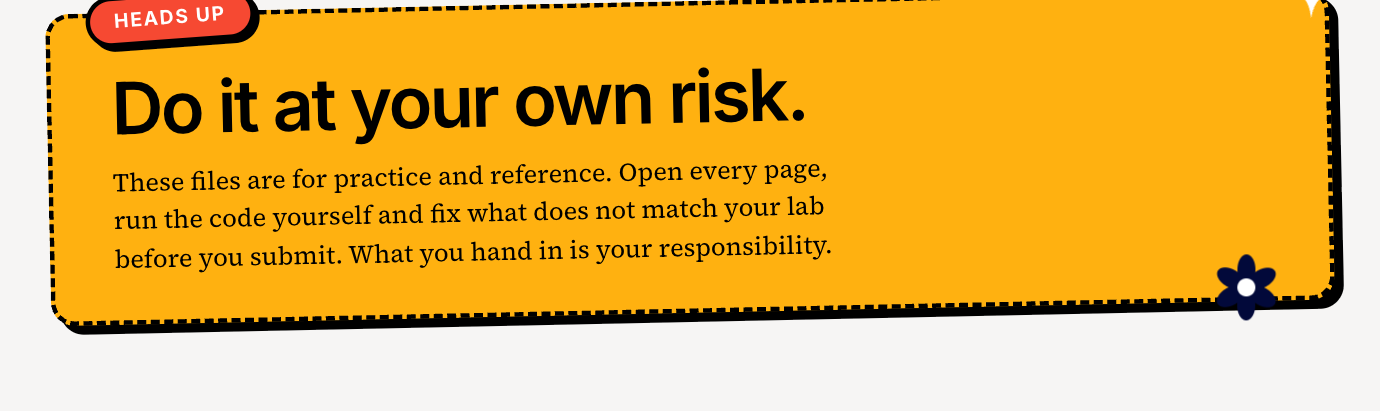 HEADS UP
Do it at your own risk.
These files are for practice and reference. Open every page,
run the code yourself and fix what does not match your lab
before you submit. What you hand in is your responsibility.